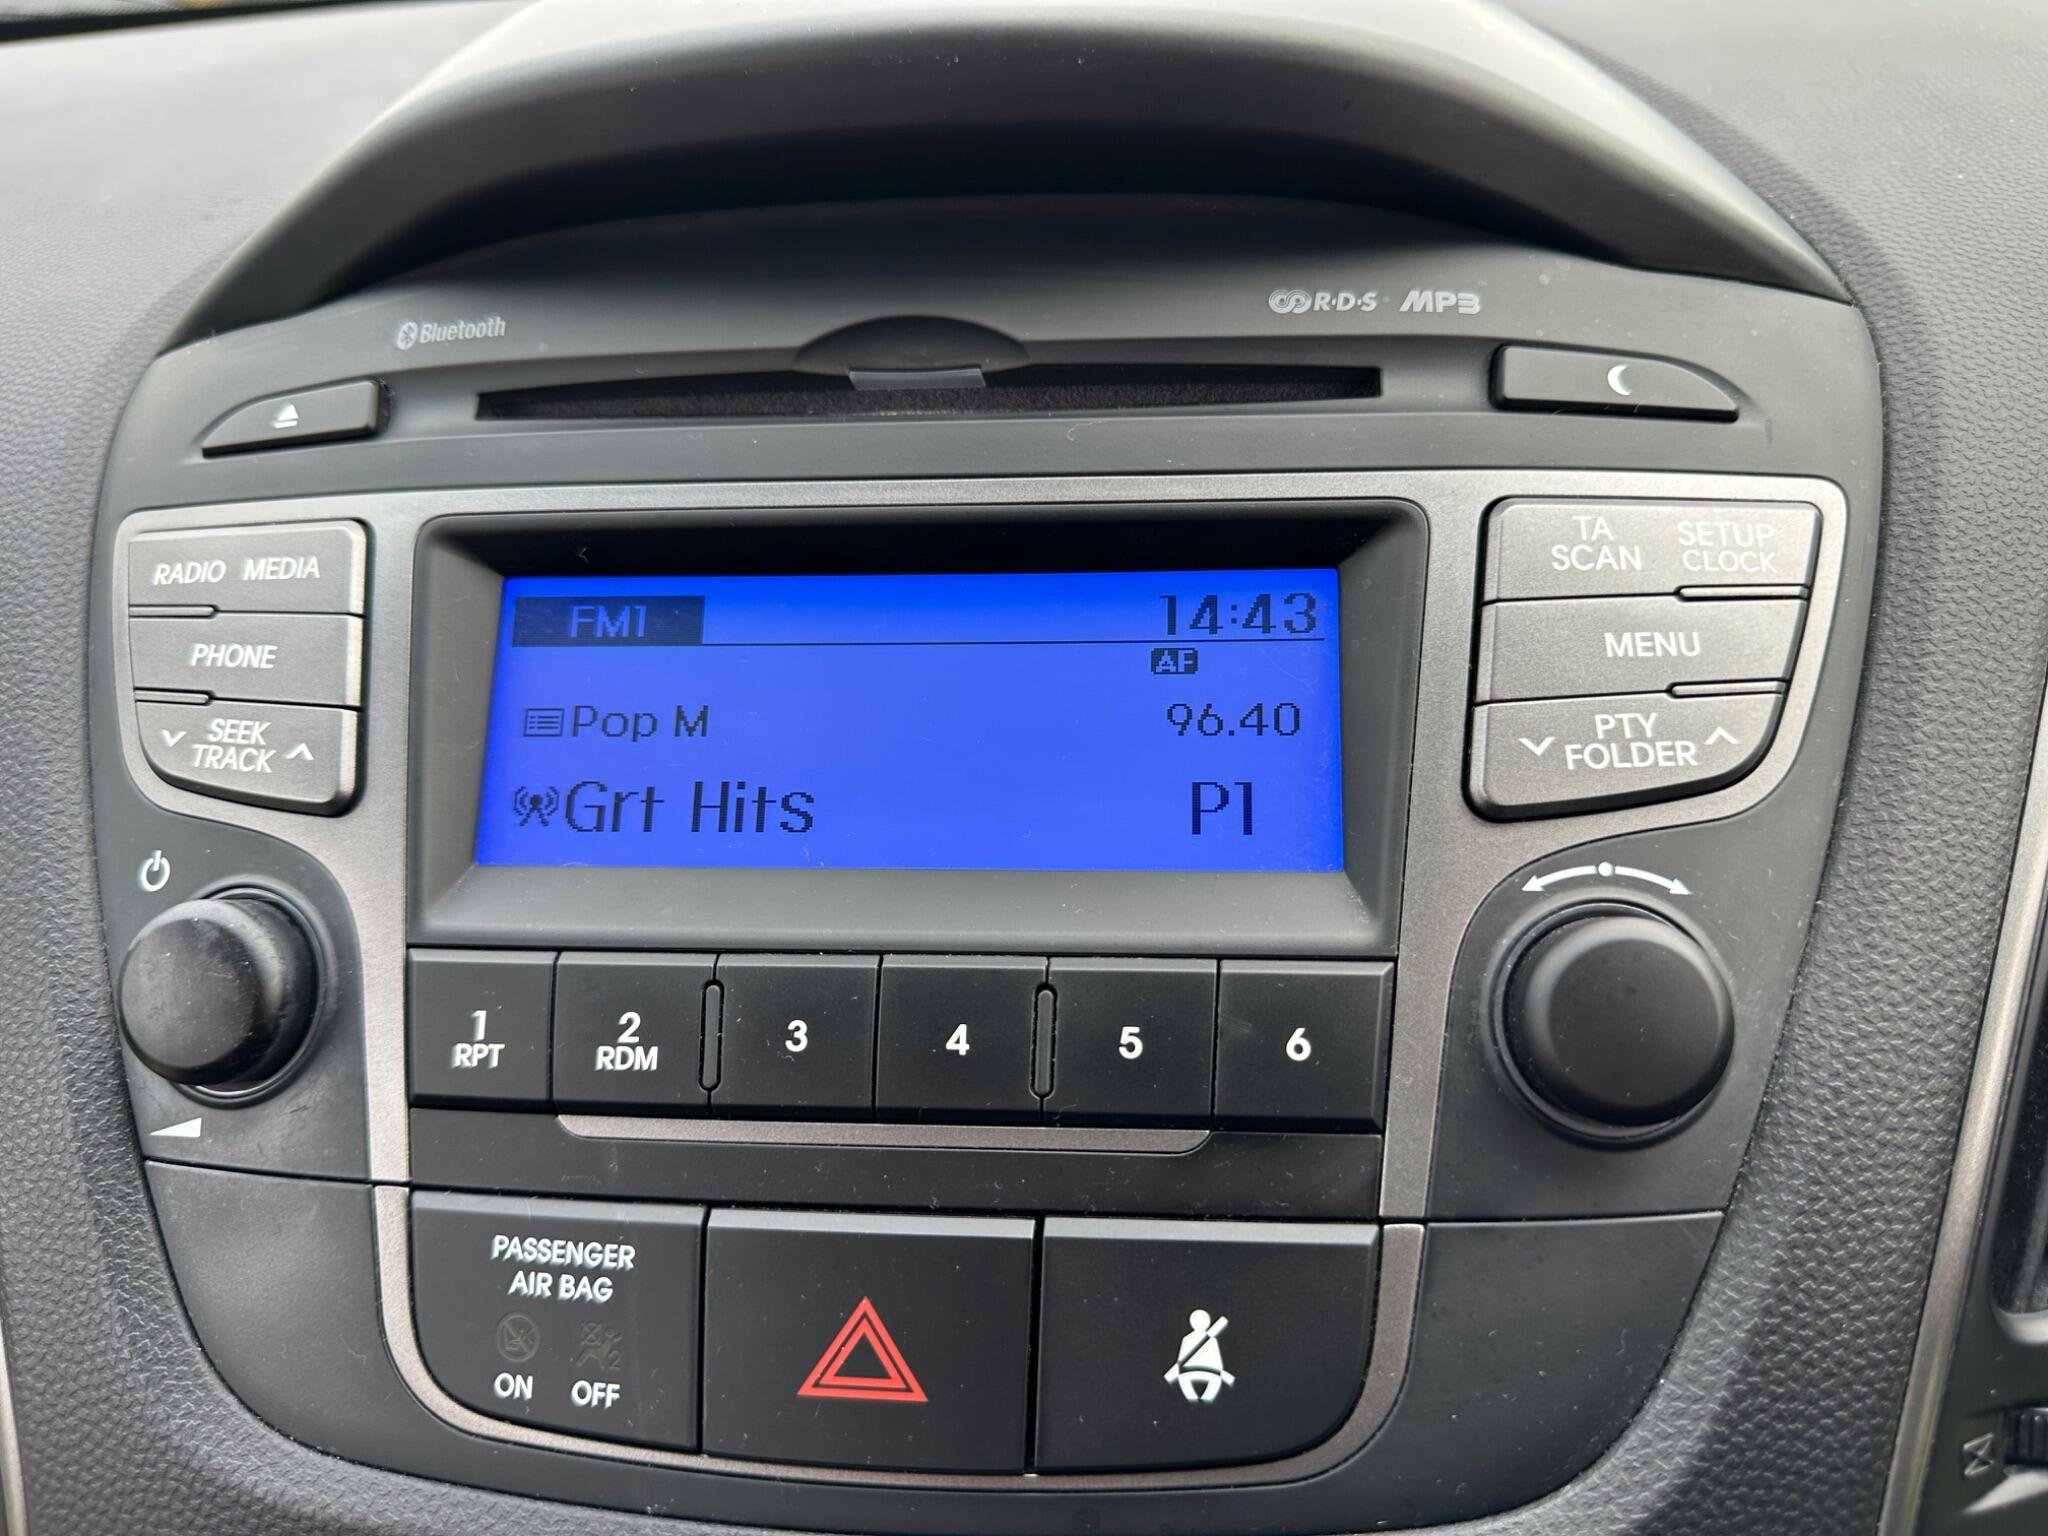 Bluetooth
R·D·S MP3
RADIO MEDIA
PHONE
SEEK
TRACK
FM1 14:43
AF
Pop M 96.40
Grt Hits P1
TA
SCAN
SETUP
CLOCK
MENU
PTY
FOLDER
1
RPT
2
RDM
3
4
5
6
PASSENGER
AIR BAG
ON OFF